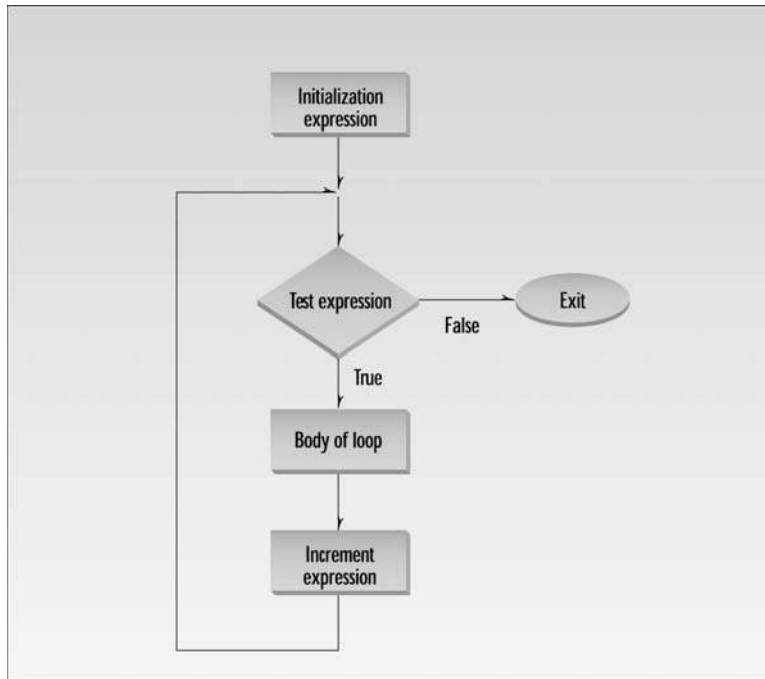 Initialization
expression
Test expression
Exit
False
True
Body of loop
Increment
expression